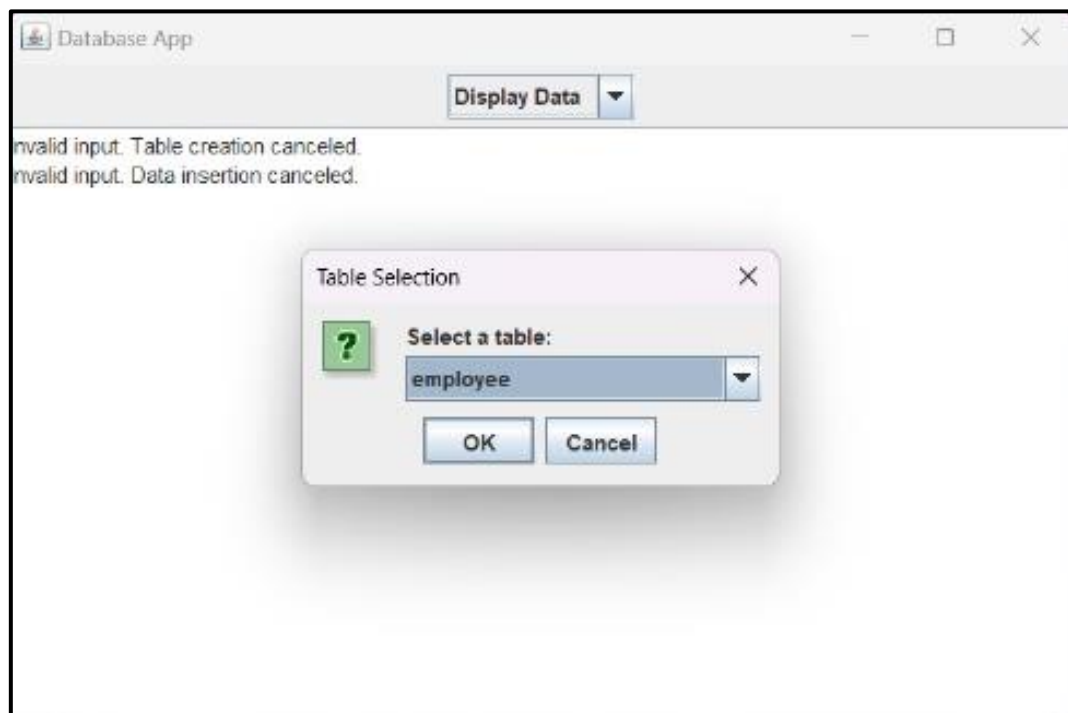 Database App
Display Data
nvalid input. Table creation canceled.
nvalid input. Data insertion canceled.
Table Selection
?
Select a table:
employee
OK
Cancel